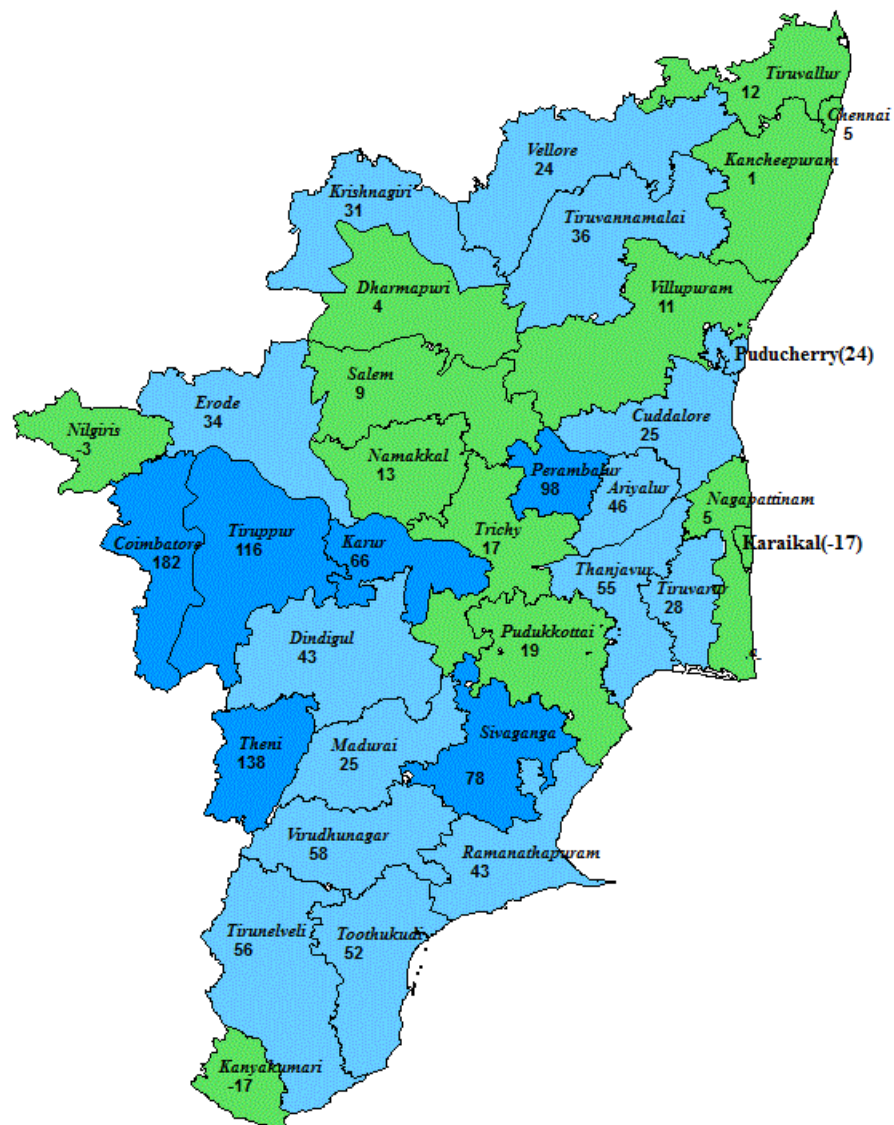 Tiruvallur
12
Chennai
5
Kancheepuram
1
Vellore
24
Krishnagiri
31
Tiruvannamalai
36
Dharmapuri
4
Villupuram
11
Puducherry(24)
Salem
9
Erode
34
Cuddalore
25
Nilgiris
-3
Namakkal
13
Perambalur
98
Ariyalur
46
Nagapattinam
5
Trichy
17
Karaikal(-17)
Coimbatore
182
Tiruppur
116
Karur
66
Thanjavur
55
Tiruvarur
28
Dindigul
43
Pudukkottai
19
Theni
138
Madurai
25
Sivaganga
78
Virudhunagar
58
Ramanathapuram
43
Tirunelveli
56
Toothukudi
52
Kanyakumari
-17